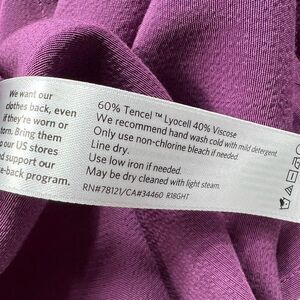 We want our
clothes back, even
if they're worn or
torn. Bring them
to our US stores
and support our
-back program.
60% Tencel™ Lyocell 40% Viscose
We recommend hand wash cold with mild detergent
Only use non-chlorine bleach if needed
Line dry.
Use low iron if needed.
May be dry cleaned with light steam.
RN#78121/CA#34460 R18GHT